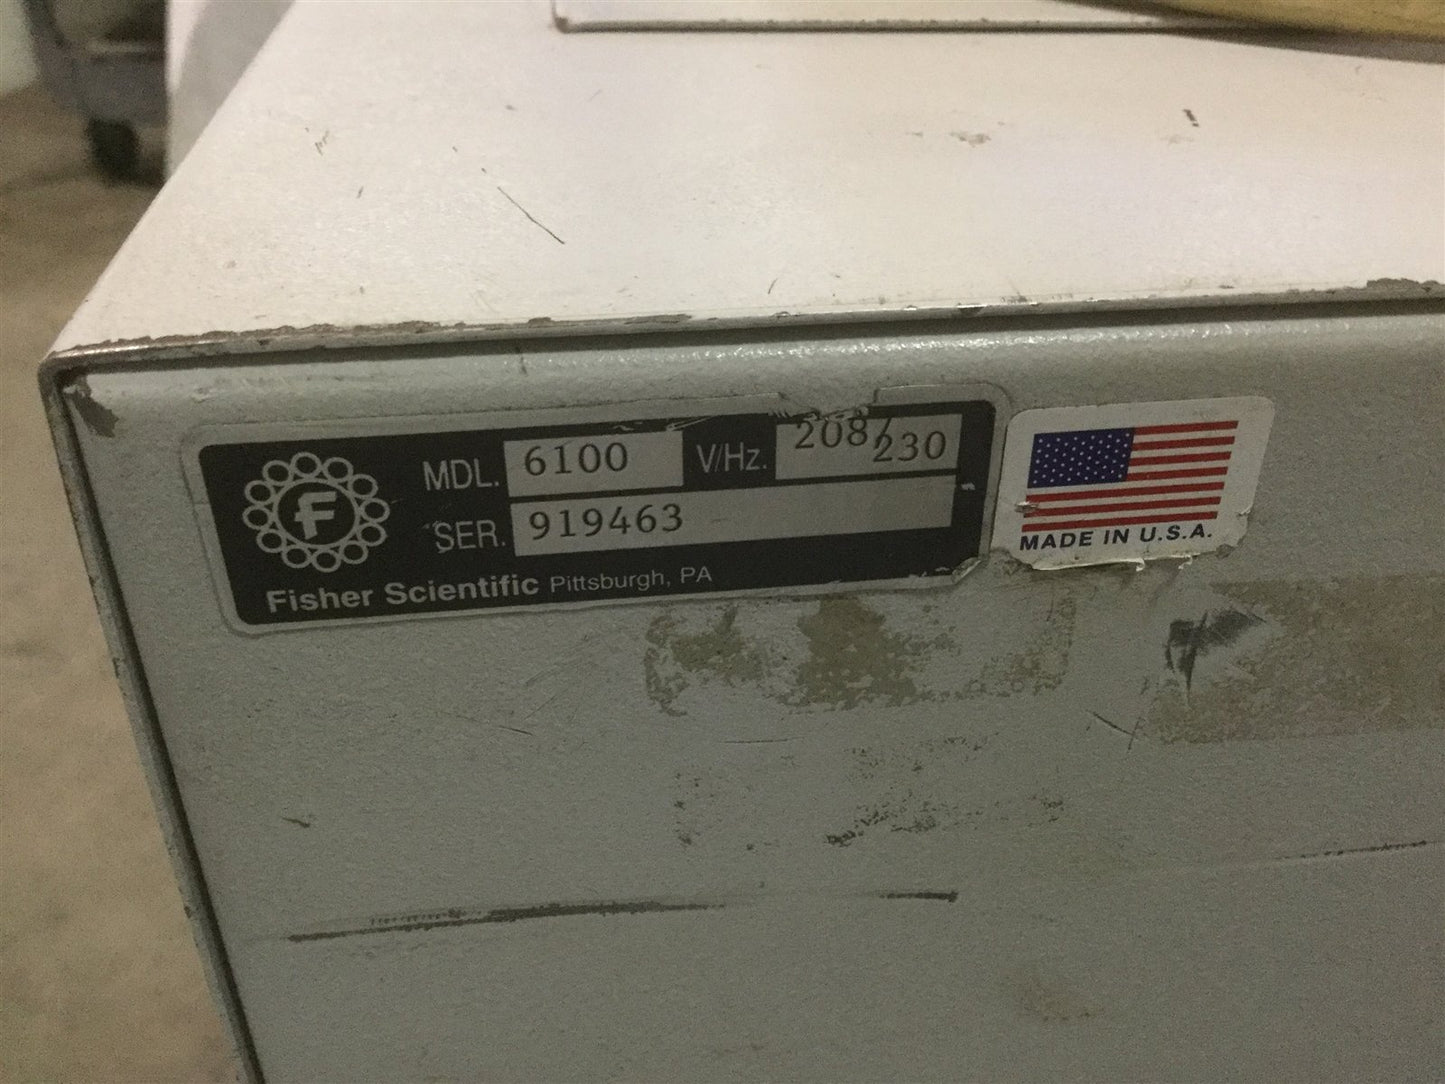 F
MDL. 6100 V/Hz. 208/230
SER. 919463
Fisher Scientific Pittsburgh, PA
MADE IN U.S.A.